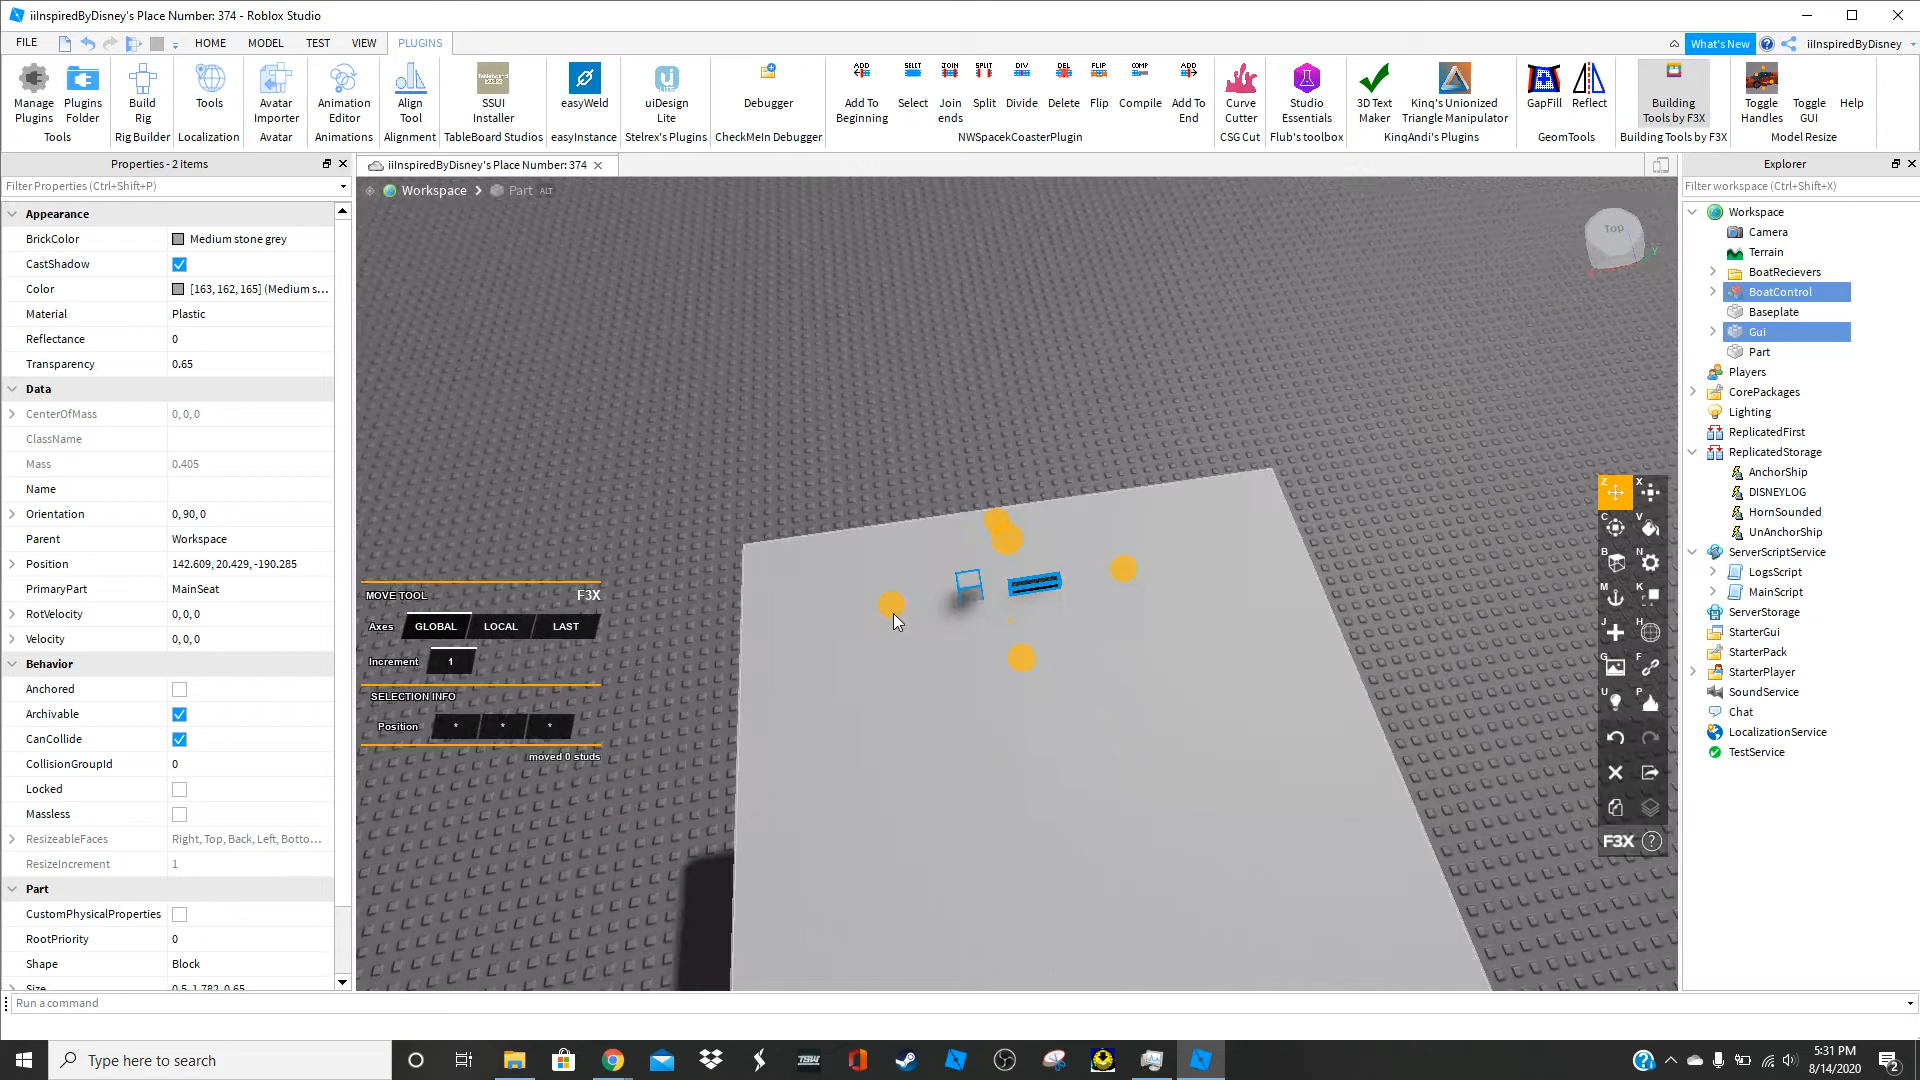 iiInspiredByDisney's Place Number: 374 - Roblox Studio
FILE HOME MODEL TEST VIEW PLUGINS What's New iiInspiredByDisney
Manage Plugins Plugins Folder Build Rig Tools Avatar Importer Animation Editor Align Tool SSUI Installer easyWeld uiDesign Lite Debugger ADD Add To Beginning SELCT Select JOIN Join ends SPLIT Split DIV Divide DEL Delete FLIP Flip COMP Compile ADD Add To End Curve Cutter Studio Essentials 3D Text Maker Kinq's Unionized Triangle Manipulator GapFill Reflect Building Tools by F3X Toggle Handles Toggle GUI Help
Tools Rig Builder Localization Avatar Animations Alignment TableBoard Studios easyInstance Stelrex's Plugins CheckMeIn Debugger NWSpacekCoasterPlugin CSG Cut Flub's toolbox KinqAndi's Plugins GeomTools Building Tools by F3X Model Resize
Properties - 2 items
Filter Properties (Ctrl+Shift+P)
Appearance
BrickColor Medium stone grey
CastShadow
Color [163, 162, 165] (Medium s...
Material Plastic
Reflectance 0
Transparency 0.65
Data
CenterOfMass 0, 0, 0
ClassName
Mass 0.405
Name
Orientation 0, 90, 0
Parent Workspace
Position 142.609, 20.429, -190.285
PrimaryPart MainSeat
RotVelocity 0, 0, 0
Velocity 0, 0, 0
Behavior
Anchored
Archivable
CanCollide
CollisionGroupId 0
Locked
Massless
ResizeableFaces Right, Top, Back, Left, Botto...
ResizeIncrement 1
Part
CustomPhysicalProperties
RootPriority 0
Shape Block
Size 0.5, 1.782, 0.65
iiInspiredByDisney's Place Number: 374
Workspace Part ALT
Top
Y
MOVE TOOL F3X
Axes GLOBAL LOCAL LAST
Increment 1
SELECTION INFO
Position * * *
moved 0 studs
Z X
C V
B N
M K
J H
G F
U P
F3X ?
Explorer
Filter workspace (Ctrl+Shift+X)
Workspace
Camera
Terrain
BoatRecievers
BoatControl
Baseplate
Gui
Part
Players
CorePackages
Lighting
ReplicatedFirst
ReplicatedStorage
AnchorShip
DISNEYLOG
HornSounded
UnAnchorShip
ServerScriptService
LogsScript
MainScript
ServerStorage
StarterGui
StarterPack
StarterPlayer
SoundService
Chat
LocalizationService
TestService
Run a command
Type here to search
TSW
5:31 PM
8/14/2020
2